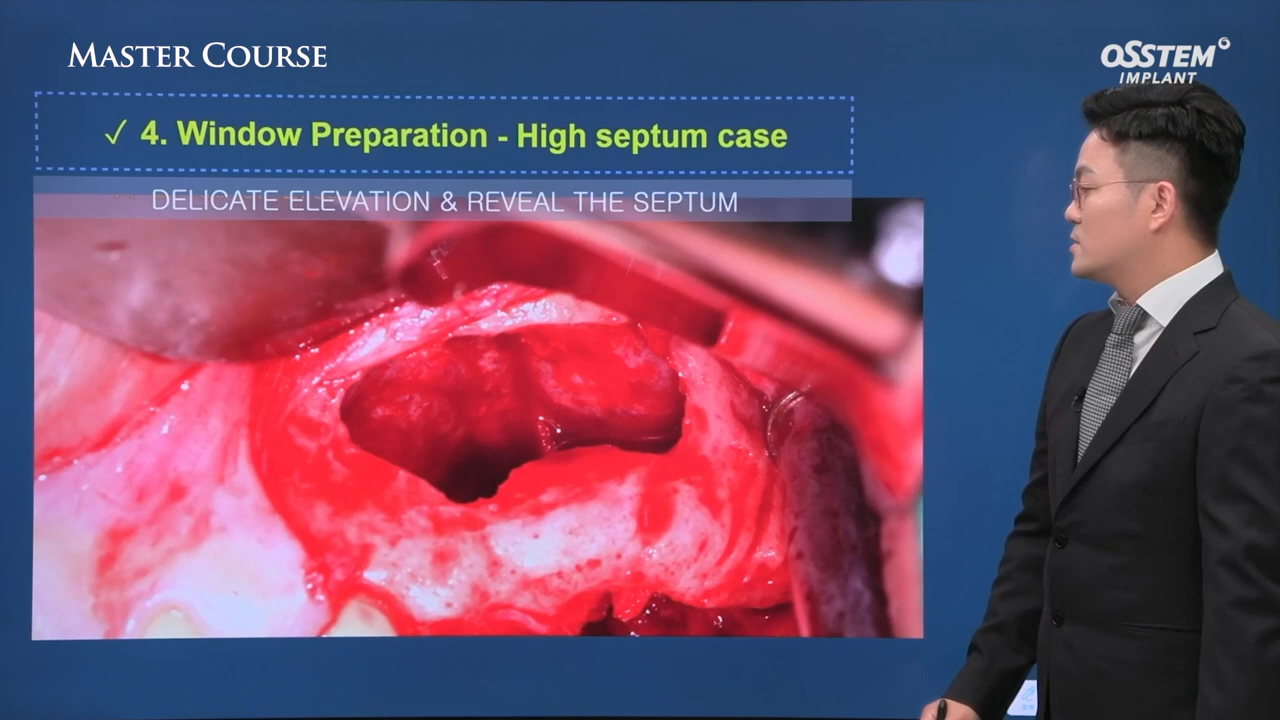 MASTER COURSE
OSSTEM
IMPLANT
✓ 4. Window Preparation - High septum case
DELICATE ELEVATION & REVEAL THE SEPTUM